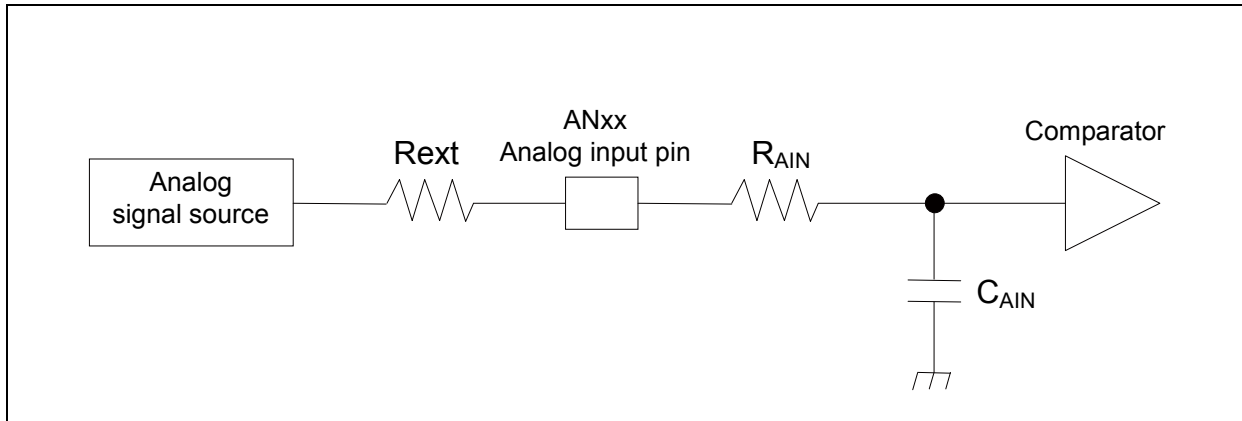 Analog
signal source
Rext
ANxx
Analog input pin
RAIN
Comparator
CAIN